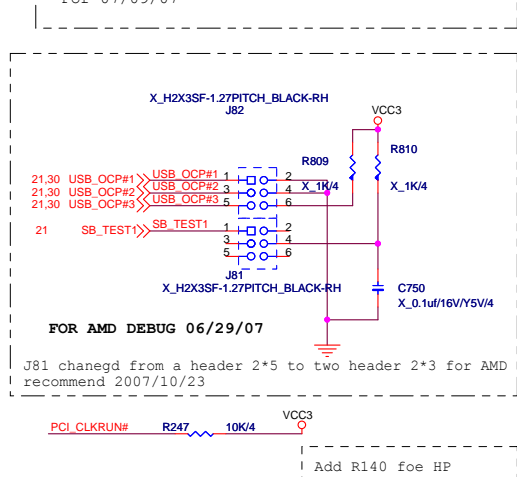 FOR 07/09/07
X_H2X3SF-1.27PITCH_BLACK-RH
J82
VCC3
R809
R810
X_1K/4
X_1K/4
21,30 USB_OCP#1 USB_OCP#1 1 2
21,30 USB_OCP#2 USB_OCP#2 3 4
21,30 USB_OCP#3 USB_OCP#3 5 6
21 SB_TEST1 SB_TEST1 1 2
3 4
5 6
J81
X_H2X3SF-1.27PITCH_BLACK-RH
C750
X_0.1uf/16V/Y5V/4
FOR AMD DEBUG 06/29/07
J81 chanegd from a header 2*5 to two header 2*3 for AMD
recommend 2007/10/23
VCC3
PCI_CLKRUN# R247 10K/4
Add R140 foe HP